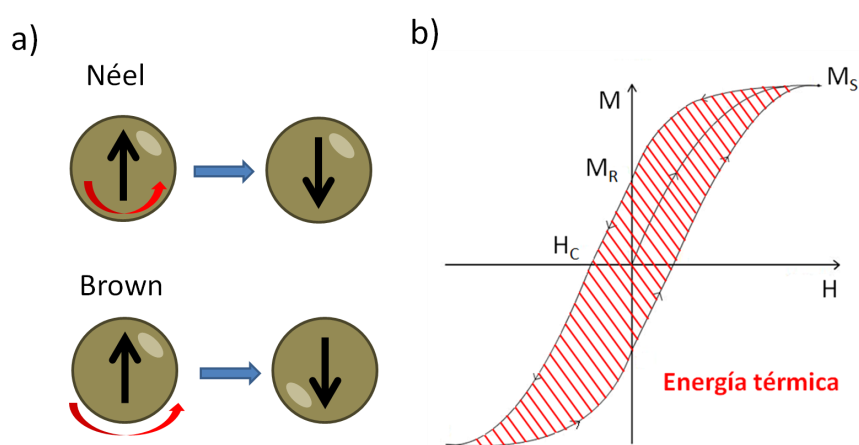 a)
Néel
Brown
b)
M
M_S
M_R
H_C
H
Energía térmica